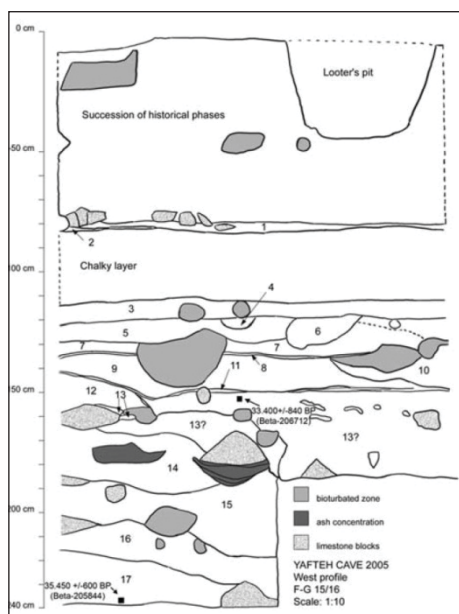 0 cm
Looter's pit
Succession of historical phases
-50 cm
1
2
Chalky layer
100 cm
4
3
5
6
7
7
8
9
10
11
12
13
33.400+/-840 BP
(Beta-206712)
13?
13?
14
15
bioturbated zone
ash concentration
limestone blocks
200 cm
16
17
YAFTEH CAVE 2005
West profile
F-G 15/16
Scale: 1:10
35.450 +/-600 BP
(Beta-205844)
240 cm